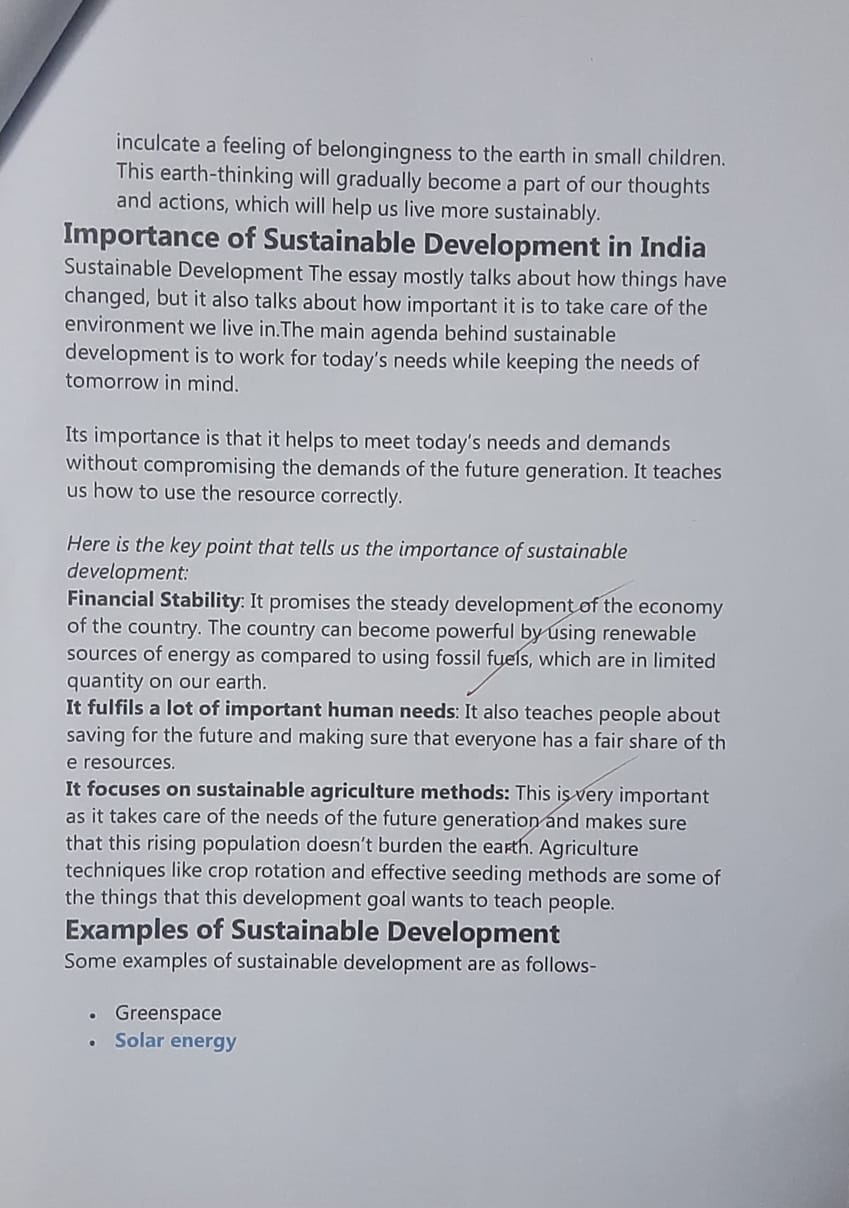 inculcate a feeling of belongingness to the earth in small children.
This earth-thinking will gradually become a part of our thoughts
and actions, which will help us live more sustainably.
Importance of Sustainable Development in India
Sustainable Development The essay mostly talks about how things have
changed, but it also talks about how important it is to take care of the
environment we live in.The main agenda behind sustainable
development is to work for today's needs while keeping the needs of
tomorrow in mind.
Its importance is that it helps to meet today's needs and demands
without compromising the demands of the future generation. It teaches
us how to use the resource correctly.
Here is the key point that tells us the importance of sustainable
development:
Financial Stability: It promises the steady development of the economy
of the country. The country can become powerful by using renewable
sources of energy as compared to using fossil fuels, which are in limited
quantity on our earth.
It fulfils a lot of important human needs: It also teaches people about
saving for the future and making sure that everyone has a fair share of th
e resources.
It focuses on sustainable agriculture methods: This is very important
as it takes care of the needs of the future generation and makes sure
that this rising population doesn't burden the earth. Agriculture
techniques like crop rotation and effective seeding methods are some of
the things that this development goal wants to teach people.
Examples of Sustainable Development
Some examples of sustainable development are as follows-
• Greenspace
• Solar energy